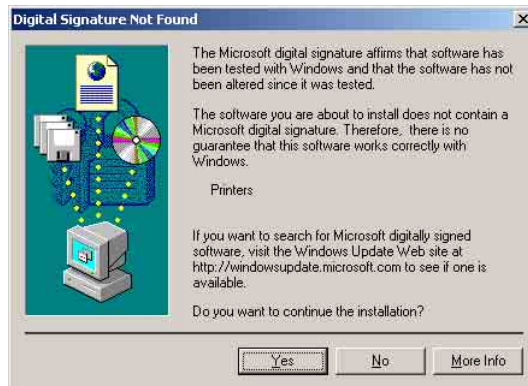 Digital Signature Not Found
The Microsoft digital signature affirms that software has
been tested with Windows and that the software has not
been altered since it was tested.
The software you are about to install does not contain a
Microsoft digital signature. Therefore, there is no
guarantee that this software works correctly with
Windows.
Printers
If you want to search for Microsoft digitally signed
software, visit the Windows Update Web site at
http://windowsupdate.microsoft.com to see if one is
available.
Do you want to continue the installation?
Yes No More Info